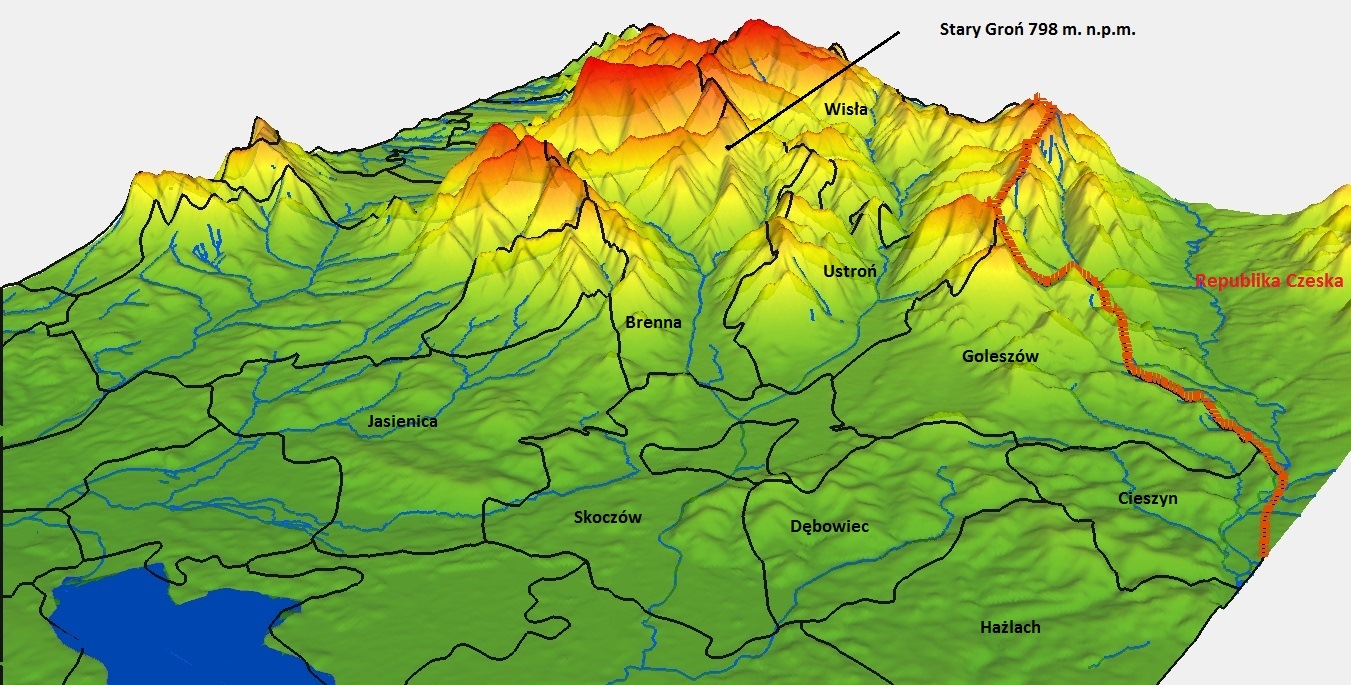 Stary Groń 798 m. n.p.m.
Wisła
Ustroń
Republika Czeska
Brenna
Goleszów
Jasienica
Cieszyn
Skoczów
Dębowiec
Hażlach